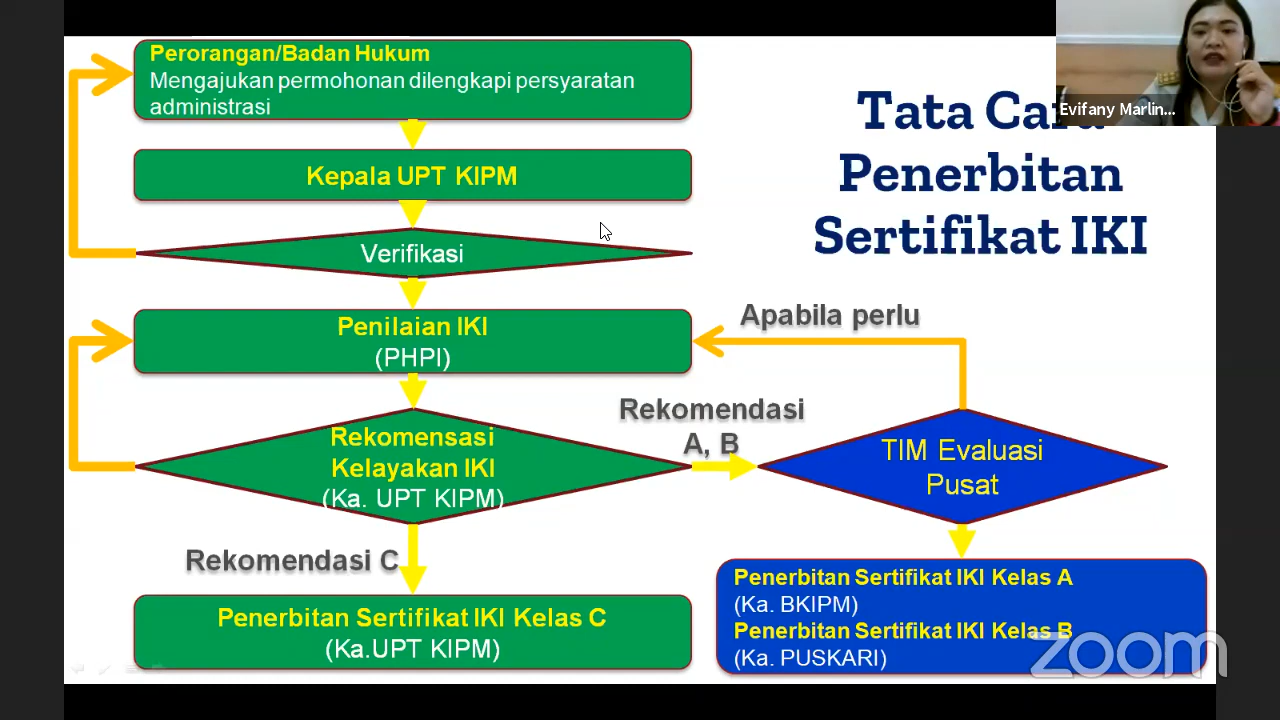 Perorangan/Badan Hukum
Mengajukan permohonan dilengkapi persyaratan
administrasi
Kepala UPT KIPM
Verifikasi
Penilaian IKI
(PHPI)
Rekomensasi
Kelayakan IKI
(Ka. UPT KIPM)
Rekomendasi C
Penerbitan Sertifikat IKI Kelas C
(Ka.UPT KIPM)
Tata Cara
Penerbitan
Sertifikat IKI
Evifany Marlin...
Apabila perlu
Rekomendasi
A, B
TIM Evaluasi
Pusat
Penerbitan Sertifikat IKI Kelas A
(Ka. BKIPM)
Penerbitan Sertifikat IKI Kelas B
(Ka. PUSKARI)
zoom